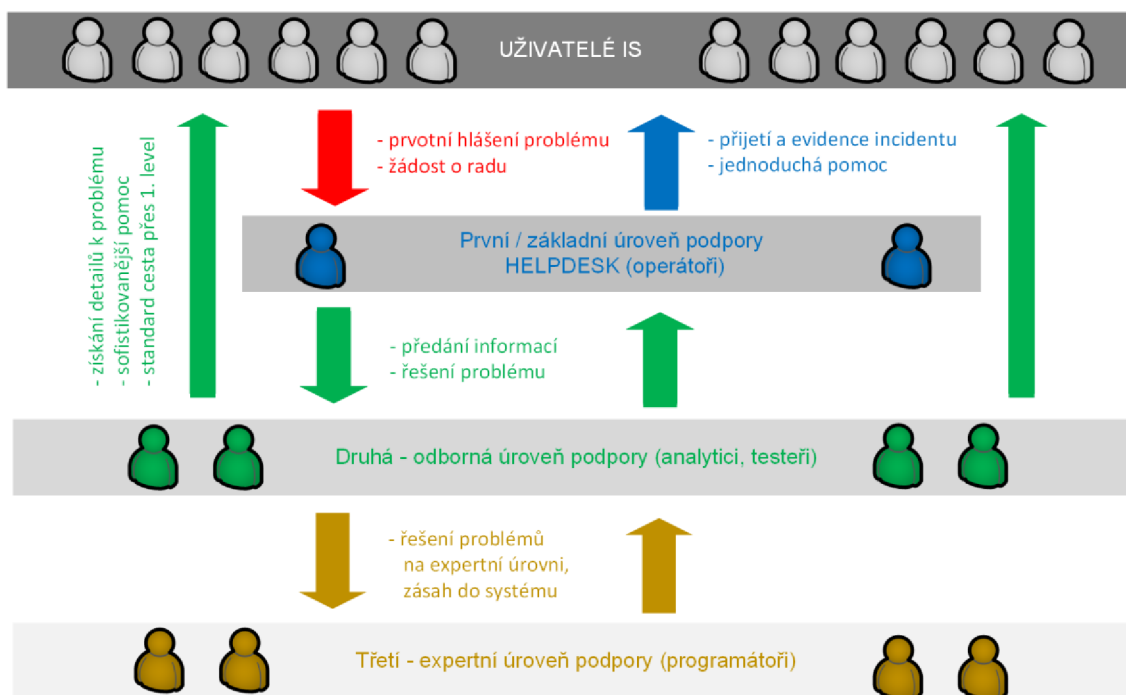 UŽIVATELÉ IS
- prvotní hlášení problému
- žádost o radu
- přijetí a evidence incidentu
- jednoduchá pomoc
- získání detailů k problému
- sofistikovanější pomoc
- standard cesta přes 1. level
První / základní úroveň podpory
HELPDESK (operátoři)
- předání informací
- řešení problému
Druhá - odborná úroveň podpory (analytici, testeři)
- řešení problémů
na expertní úrovni,
zásah do systému
Třetí - expertní úroveň podpory (programátoři)